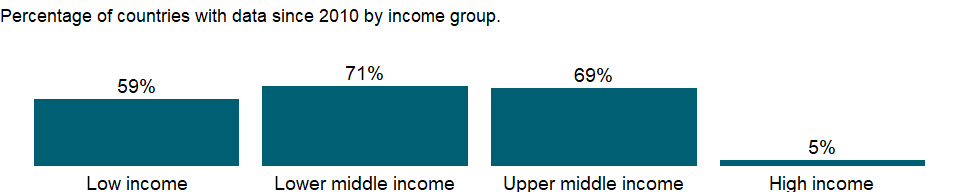 Percentage of countries with data since 2010 by income group.
59%
71%
69%
5%
Low income
Lower middle income
Upper middle income
High income